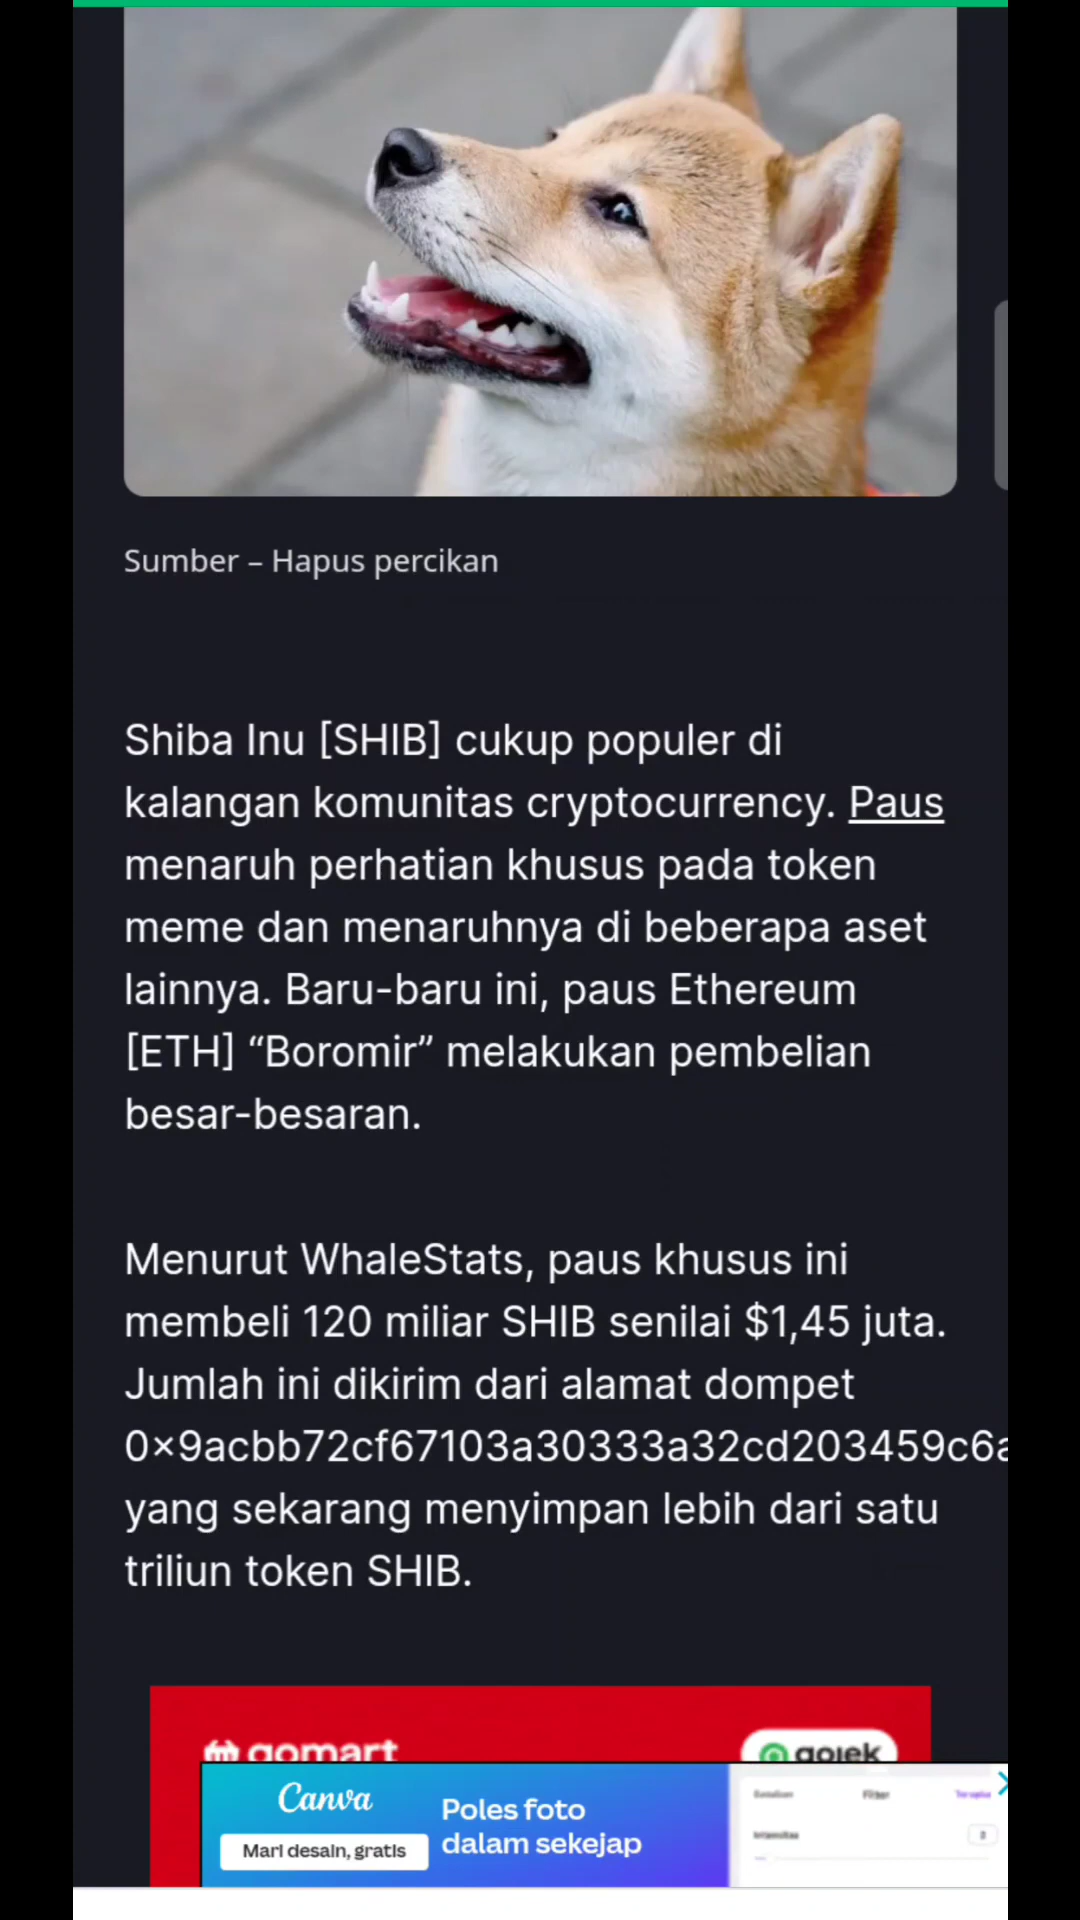 Sumber – Hapus percikan
Shiba Inu [SHIB] cukup populer di
kalangan komunitas cryptocurrency. Paus
menaruh perhatian khusus pada token
meme dan menaruhnya di beberapa aset
lainnya. Baru-baru ini, paus Ethereum
[ETH] “Boromir” melakukan pembelian
besar-besaran.
Menurut WhaleStats, paus khusus ini
membeli 120 miliar SHIB senilai $1,45 juta.
Jumlah ini dikirim dari alamat dompet
0×9acbb72cf67103a30333a32cd203459c6a
yang sekarang menyimpan lebih dari satu
triliun token SHIB.
gomart gojek
Canva
Mari desain, gratis
Poles foto
dalam sekejap
Filter